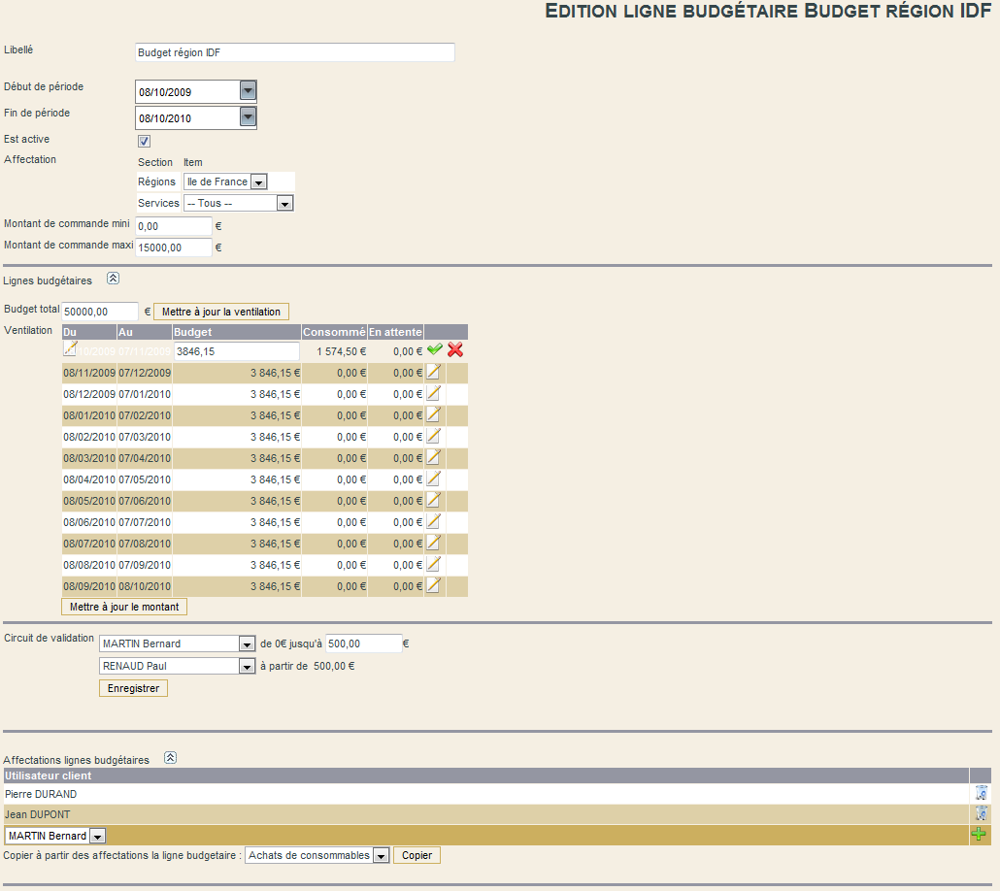 EDITION LIGNE BUDGÉTAIRE BUDGET RÉGION IDF
Libellé Budget région IDF
Début de période 08/10/2009
Fin de période 08/10/2010
Est active
Affectation Section Item
Régions Ile de France
Services -- Tous --
Montant de commande mini 0,00 €
Montant de commande maxi 15000,00 €
Lignes budgétaires
Budget total 50000,00 € Mettre à jour la ventilation
Ventilation Du Au Budget Consommé En attente
10/2009 07/11/2009 3846,15 1 574,50 € 0,00 €
08/11/2009 07/12/2009 3 846,15 € 0,00 € 0,00 €
08/12/2009 07/01/2010 3 846,15 € 0,00 € 0,00 €
08/01/2010 07/02/2010 3 846,15 € 0,00 € 0,00 €
08/02/2010 07/03/2010 3 846,15 € 0,00 € 0,00 €
08/03/2010 07/04/2010 3 846,15 € 0,00 € 0,00 €
08/04/2010 07/05/2010 3 846,15 € 0,00 € 0,00 €
08/05/2010 07/06/2010 3 846,15 € 0,00 € 0,00 €
08/06/2010 07/07/2010 3 846,15 € 0,00 € 0,00 €
08/07/2010 07/08/2010 3 846,15 € 0,00 € 0,00 €
08/08/2010 07/09/2010 3 846,15 € 0,00 € 0,00 €
08/09/2010 08/10/2010 3 846,15 € 0,00 € 0,00 €
Mettre à jour le montant
Circuit de validation MARTIN Bernard de 0€ jusqu'à 500,00 €
RENAUD Paul à partir de 500,00 €
Enregistrer
Affectations lignes budgétaires
Utilisateur client
Pierre DURAND
Jean DUPONT
MARTIN Bernard
Copier à partir des affectations la ligne budgetaire : Achats de consommables Copier